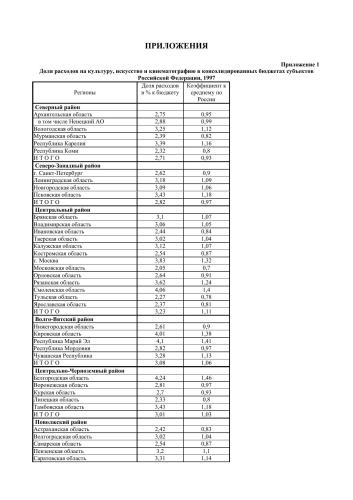 ПРИЛОЖЕНИЯ
Приложение 1
Доли расходов на культуру, искусство и кинематографию в консолидированных бюджетах субъектов
Российской Федерации, 1997
Регионы Доля расходов в % к бюджету Коэффициент к среднему по России
Северный район
Архангельская область 2,75 0,95
в том числе Ненецкий АО 2,88 0,99
Вологодская область 3,25 1,12
Мурманская область 2,39 0,82
Республика Карелия 3,39 1,16
Республика Коми 2,32 0,8
И Т О Г О 2,71 0,93
Северо-Западный район
г. Санкт-Петербург 2,62 0,9
Ленинградская область 3,18 1,09
Новгородская область 3,09 1,06
Псковская область 3,43 1,18
И Т О Г О 2,82 0,97
Центральный район
Брянская область 3,1 1,07
Владимирская область 3,06 1,05
Ивановская область 2,44 0,84
Тверская область 3,02 1,04
Калужская область 3,12 1,07
Костромская область 2,54 0,87
г. Москва 3,83 1,32
Московская область 2,05 0,7
Орловская область 2,64 0,91
Рязанская область 3,62 1,24
Смоленская область 4,06 1,4
Тульская область 2,27 0,78
Ярославская область 2,37 0,81
И Т О Г О 3,23 1,11
Волго-Вятский район
Нижегородская область 2,61 0,9
Кировская область 4,01 1,38
Республика Марий Эл 4,1 1,41
Республика Мордовия 2,82 0,97
Чувашская Республика 3,28 1,13
И Т О Г О 3,08 1,06
Центрально-Черноземный район
Белгородская область 4,24 1,46
Воронежская область 2,81 0,97
Курская область 2,7 0,93
Липецкая область 2,33 0,8
Тамбовская область 3,43 1,18
И Т О Г О 3,01 1,03
Поволжский район
Астраханская область 2,42 0,83
Волгоградская область 3,02 1,04
Самарская область 2,54 0,87
Пензенская область 3,2 1,1
Саратовская область 3,31 1,14